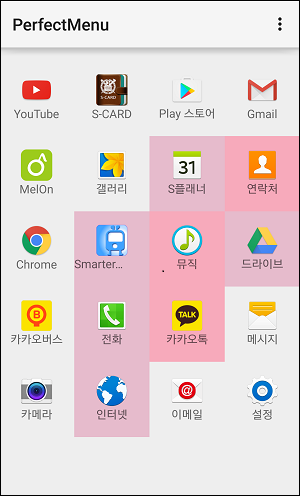 PerfectMenu
YouTube
S-CARD
S-CARD
Play 스토어
Gmail
MelOn
갤러리
31
S플래너
연락처
Chrome
Smarter...
뮤직
드라이브
B
카카오버스
전화
TALK
카카오톡
메시지
카메라
인터넷
@
이메일
설정